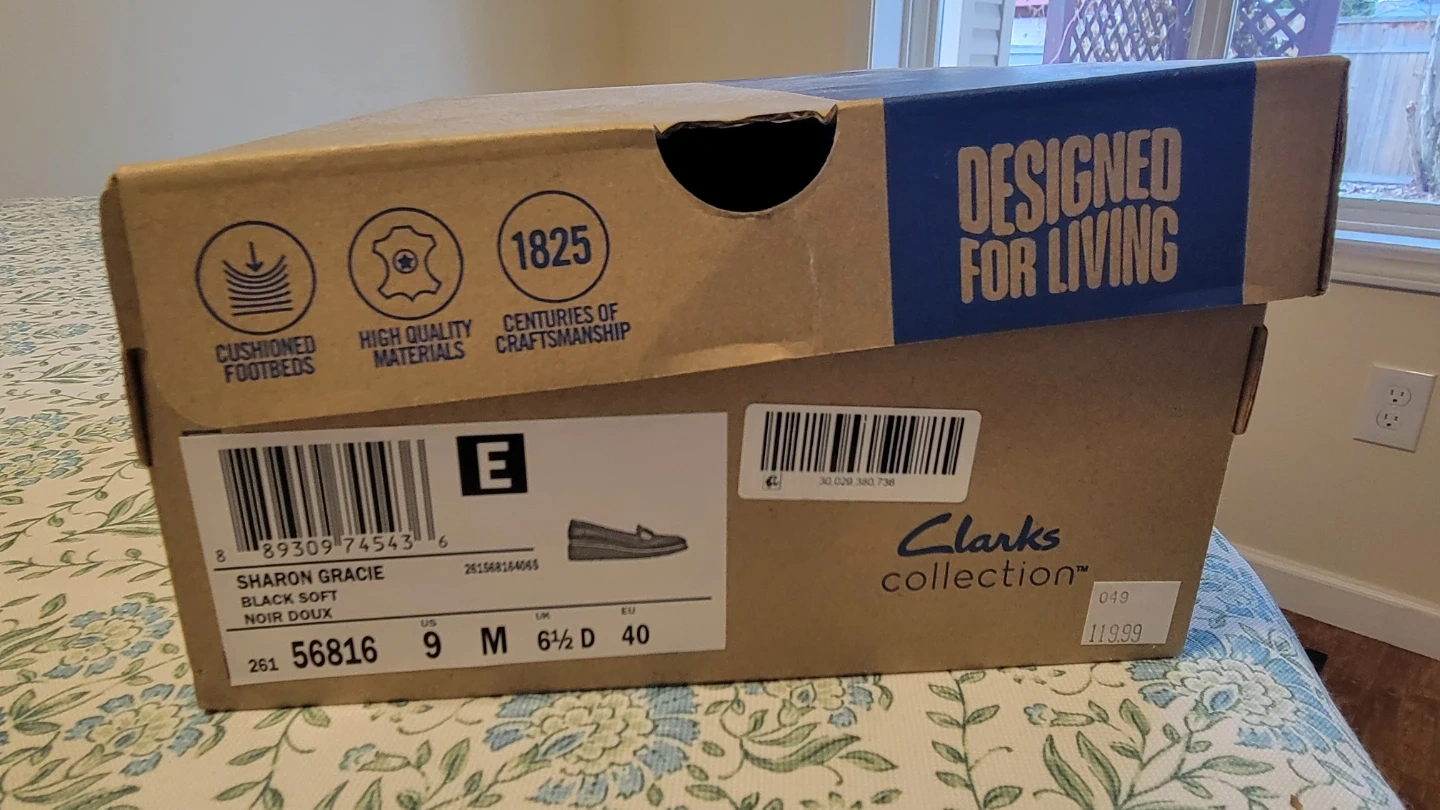 CUSHIONED
FOOTBEDS
HIGH QUALITY
MATERIALS
1825
CENTURIES OF
CRAFTSMANSHIP
DESIGNED
FOR LIVING
E
8 89309 74543 6
SHARON GRACIE
261568164065
BLACK SOFT
NOIR DOUX
US UK EU
261 56816 9 M 6½ D 40
30,029,380,738
Clarks
collection™
049
119.99